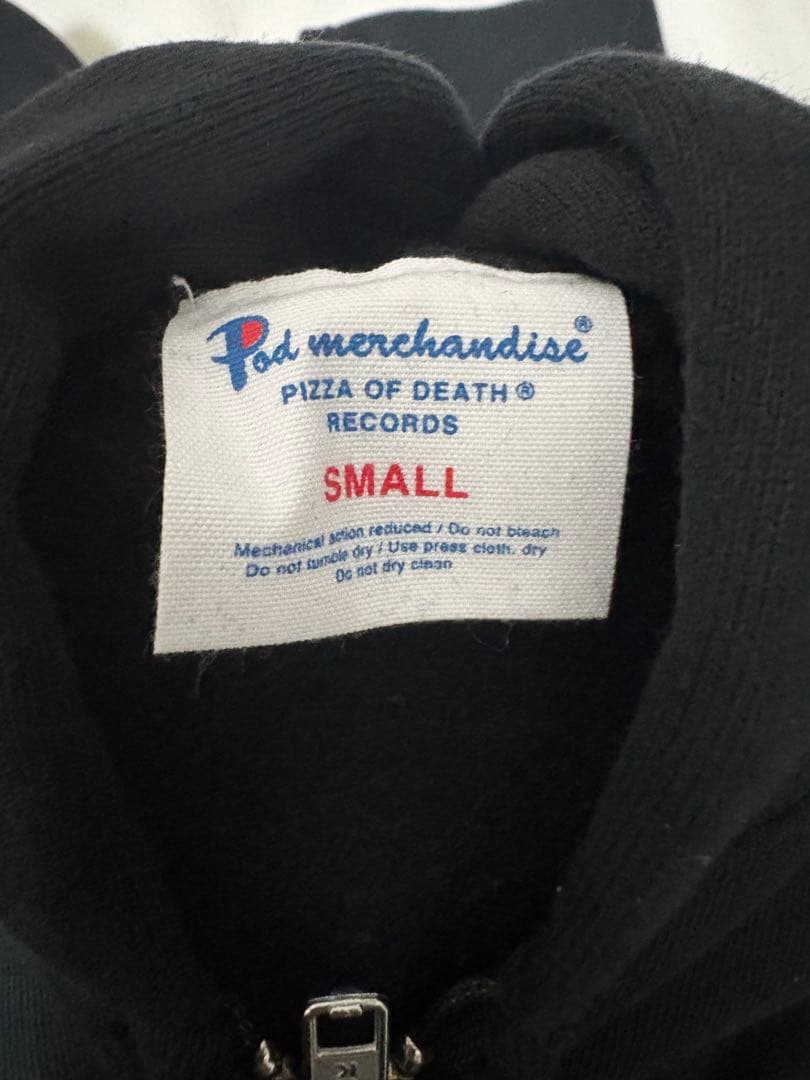 Pod merchandise®
PIZZA OF DEATH®
RECORDS
SMALL
Mechanical action reduced / Do not bleach
Do not tumble dry / Use press cloth. dry
Do not dry clean
K